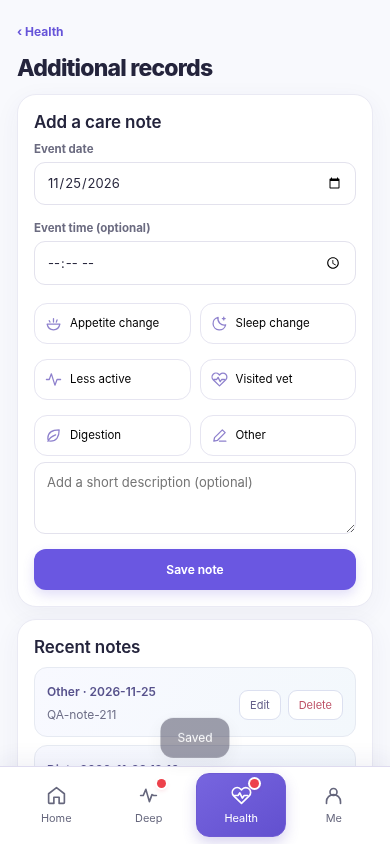 ‹ Health
Additional records
Add a care note
Event date
11/25/2026
Event time (optional)
--:-- --
Appetite change
Sleep change
Less active
Visited vet
Digestion
Other
Add a short description (optional)
Save note
Recent notes
Other · 2026-11-25
QA-note-211
Edit
Delete
Saved
Home
Deep
Health
Me